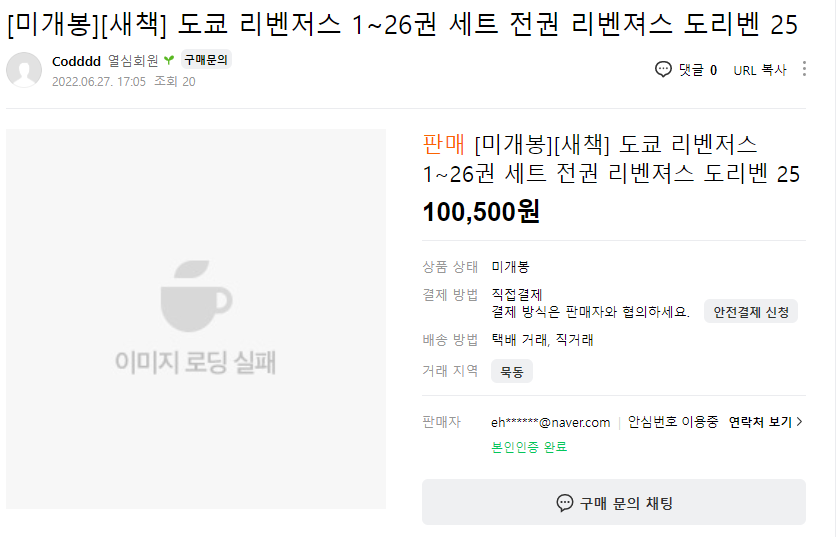 [미개봉][새책] 도쿄 리벤저스 1~26권 세트 전권 리벤져스 도리벤 25
Codddd 열심회원 구매문의
2022.06.27. 17:05 조회 20
댓글 0 URL 복사
이미지 로딩 실패
판매 [미개봉][새책] 도쿄 리벤저스
1~26권 세트 전권 리벤져스 도리벤 25
100,500원
상품 상태 미개봉
결제 방법 직접결제
결제 방식은 판매자와 협의하세요. 안전결제 신청
배송 방법 택배 거래, 직거래
거래 지역 묵동
판매자 eh******@naver.com 안심번호 이용중 연락처 보기
본인인증 완료
구매 문의 채팅